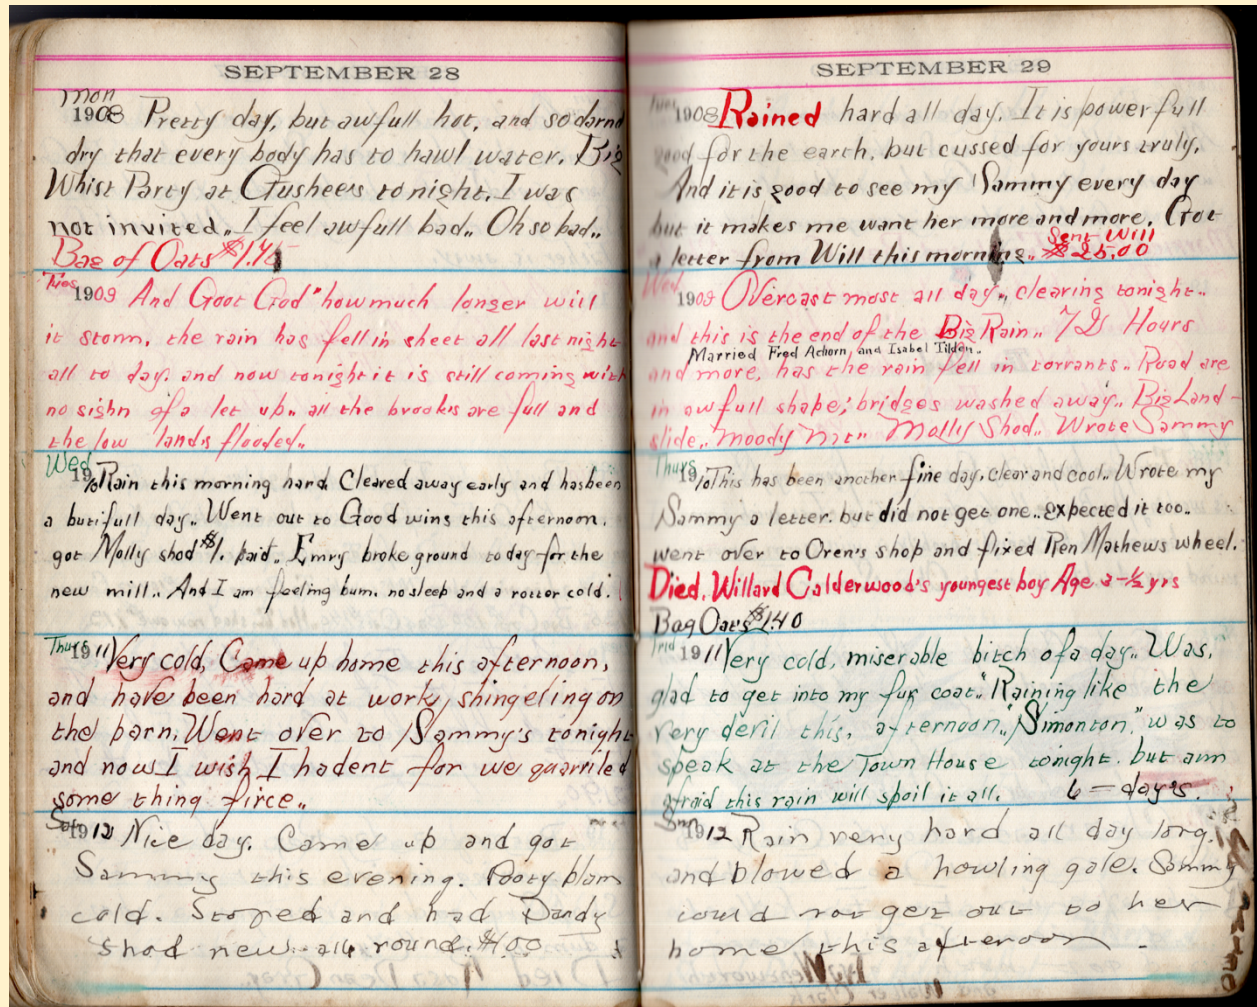 SEPTEMBER 28
Mon
1908 Pretty day, but awfull hot, and so darnd
dry that every body has to hawl water. Big
Whist Party at Gushees tonight. I was
not invited.. I feel awfull bad.. Oh so bad..
Bag of Oats $1.45
Tues
1909 And Goot God" how much longer will
it storm, the rain has fell in sheet all last night
all to day. and now tonight it is still coming with
no sighn of a let up.. all the brooks are full and
the low lands flooded..
Wed
1910 Rain this morning hard Cleared away early and has been
a butifull day.. Went out to Goodwins this afternoon.
got Molly shod $1. paid.. Emry broke ground today for the
new mill.. And I am feeling bum. no sleep and a rotter cold.
Thurs
1911 Very cold, Came up home this afternoon,
and have been hard at work, shingeling on
the barn. Went over to Sammy's tonight
and now I wish I hadent for we quarriled
some thing firce..
Sat
1912 Nice day. Came up and got
Sammy this evening. Pooty blam
cold. Stoped and had Dandy
shod new all round.
SEPTEMBER 29
Tues
1908 Rained hard all day. It is powerfull
good for the earth, but cussed for yours truly.
And it is good to see my Sammy every day
but it makes me want her more and more. Got
a letter from Will this morning.. Sent Will
$25.00
Wed
1909 Overcast most all day.. clearing tonight..
and this is the end of the Big Rain.. 72 Hours
Married Fred Achorn, and Isabel Tilden..
and more, has the rain fell in torrants.. Road are
in awfull shape; bridges washed away.. Big Land-
slide.. Moody Mt" Molly Shod.. Wrote Sammy
Thurs
1910 This has been another fine day. clear and cool.. Wrote my
Sammy a letter. but did not get one.. expected it too..
went over to Oren's shop and fixed Ren Mathews wheel.
Died, Willard Calderwood's youngest boy Age 2-½ yrs
Bag Oats $1.40
Frid
1911 Very cold, miserable bitch of a day.. Was,
glad to get into my fur coat.. Raining like the
very devil this, afternoon.. "Simonton," was to
speak at the Town House tonight. but am
afraid this rain will spoil it all. 6 - days.
Sun
1912 Rain very hard all day long.
and blowed a howling gale. Sammy
could not get out to her
home this afternoon.